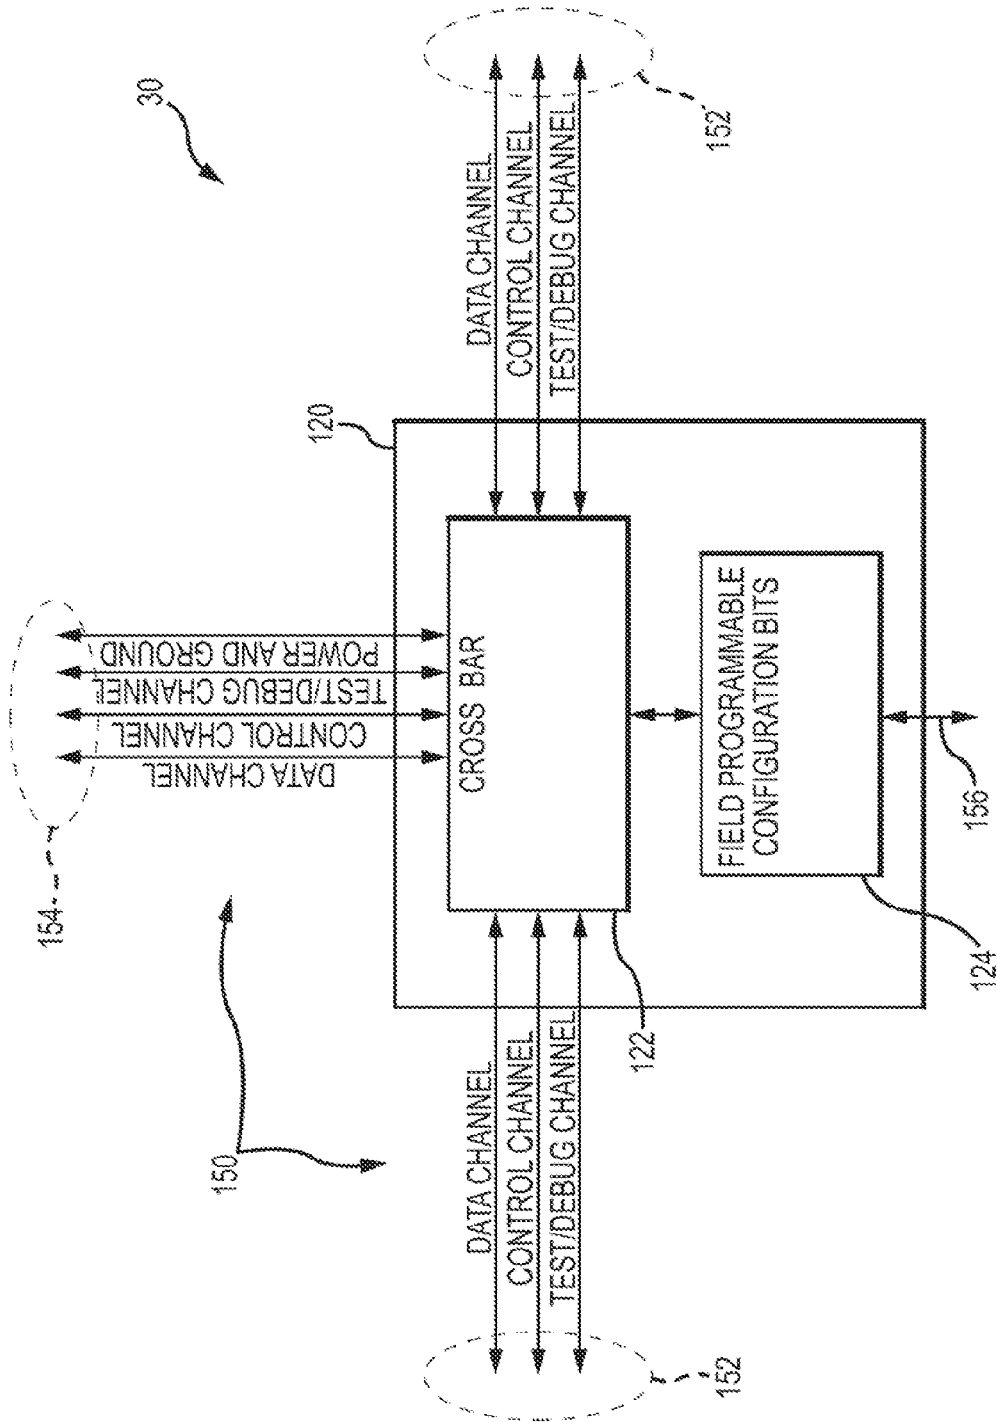 30
154
150
152
152
120
DATA CHANNEL
CONTROL CHANNEL
TEST/DEBUG CHANNEL
POWER AND GROUND
DATA CHANNEL
CONTROL CHANNEL
TEST/DEBUG CHANNEL
CROSS BAR
DATA CHANNEL
CONTROL CHANNEL
TEST/DEBUG CHANNEL
122
FIELD PROGRAMMABLE
CONFIGURATION BITS
124
156